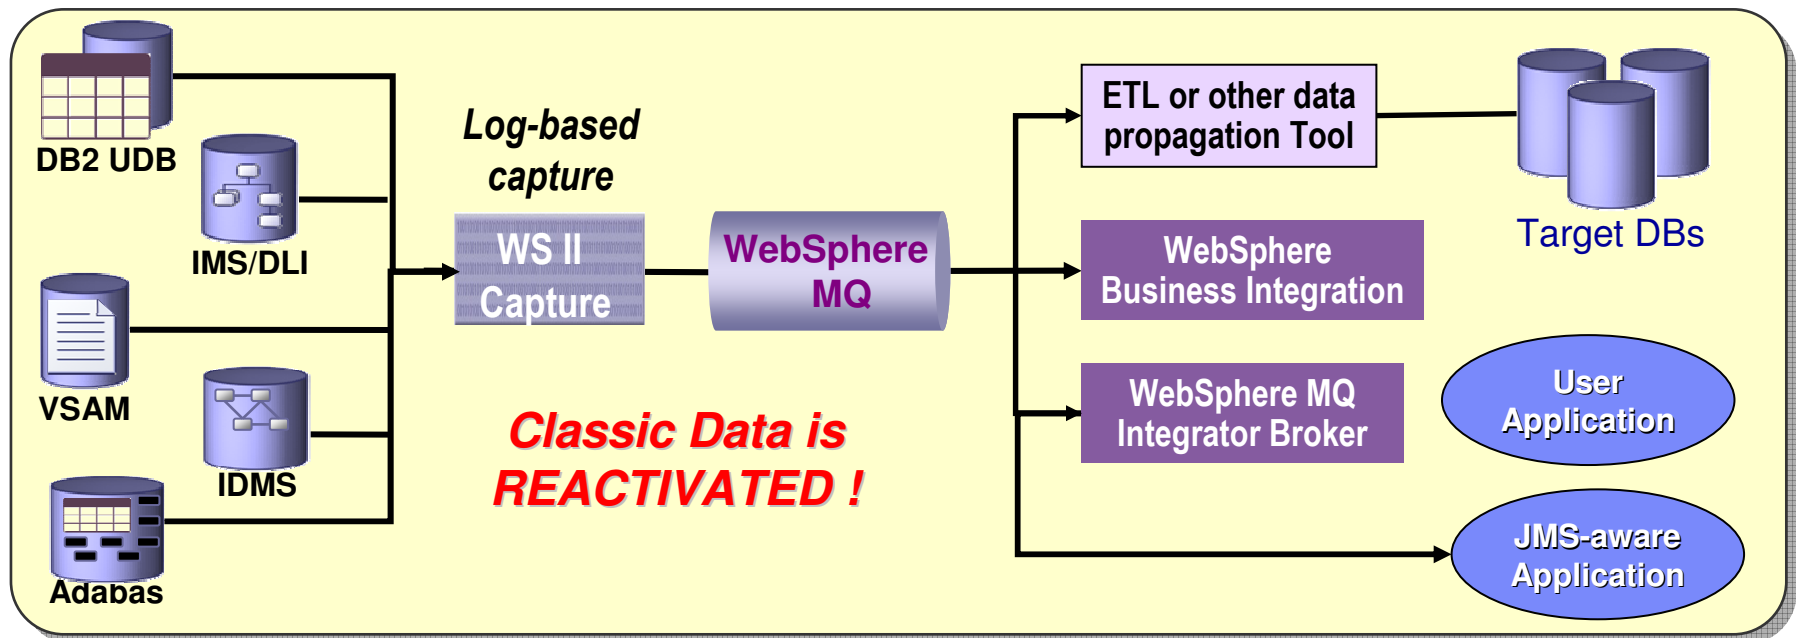 DB2 UDB
IMS/DLI
VSAM
IDMS
Adabas
Log-based
capture
WS II
Capture
WebSphere
MQ
Classic Data is
REACTIVATED !
ETL or other data
propagation Tool
Target DBs
WebSphere
Business Integration
WebSphere MQ
Integrator Broker
User
Application
JMS-aware
Application